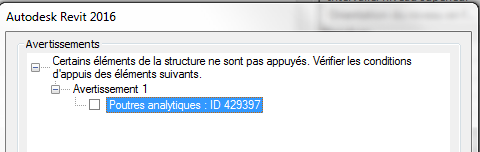 Autodesk Revit 2016
Avertissements
Certains éléments de la structure ne sont pas appuyés. Vérifier les conditions
d'appuis des éléments suivants.
Avertissement 1
Poutres analytiques : ID 429397